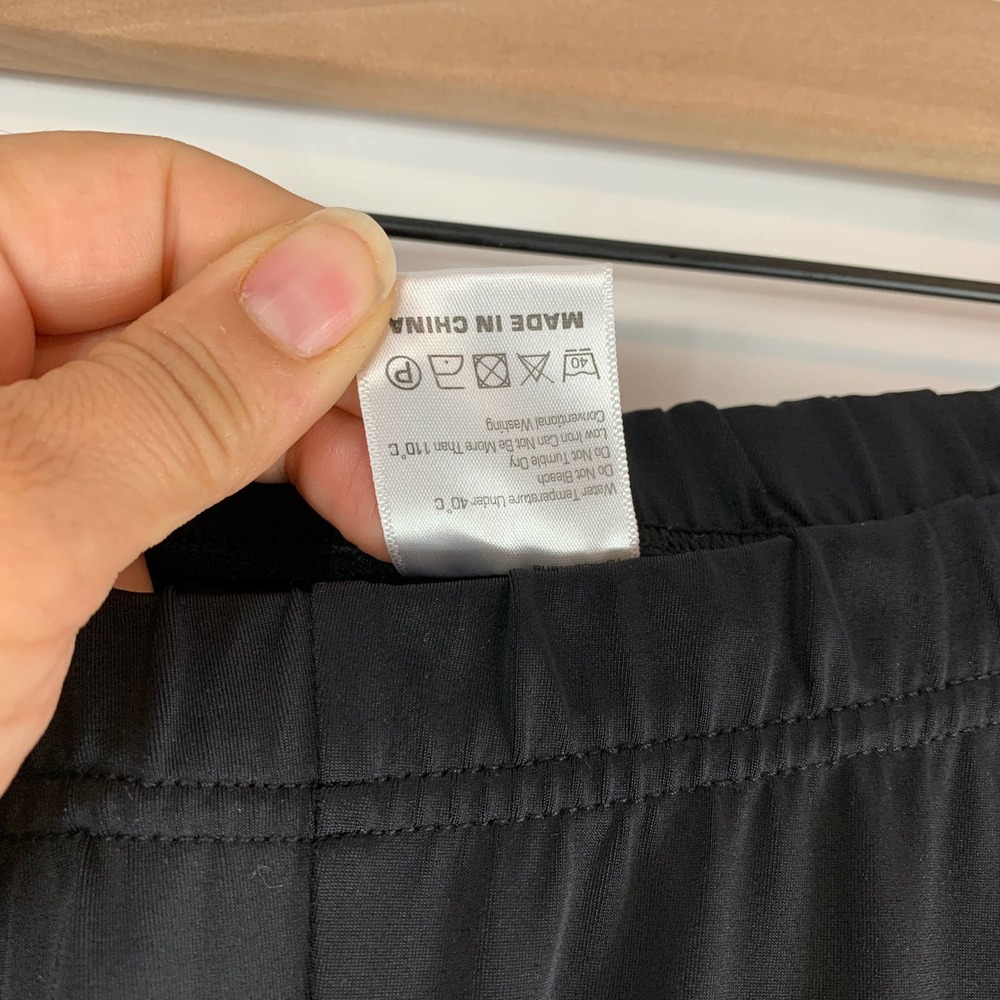 Water Temperature Under 40°C
Do Not Bleach
Do Not Tumble Dry
Low Iron Can Not Be More Than 110°C
Conventional Washing
40 P
MADE IN CHINA